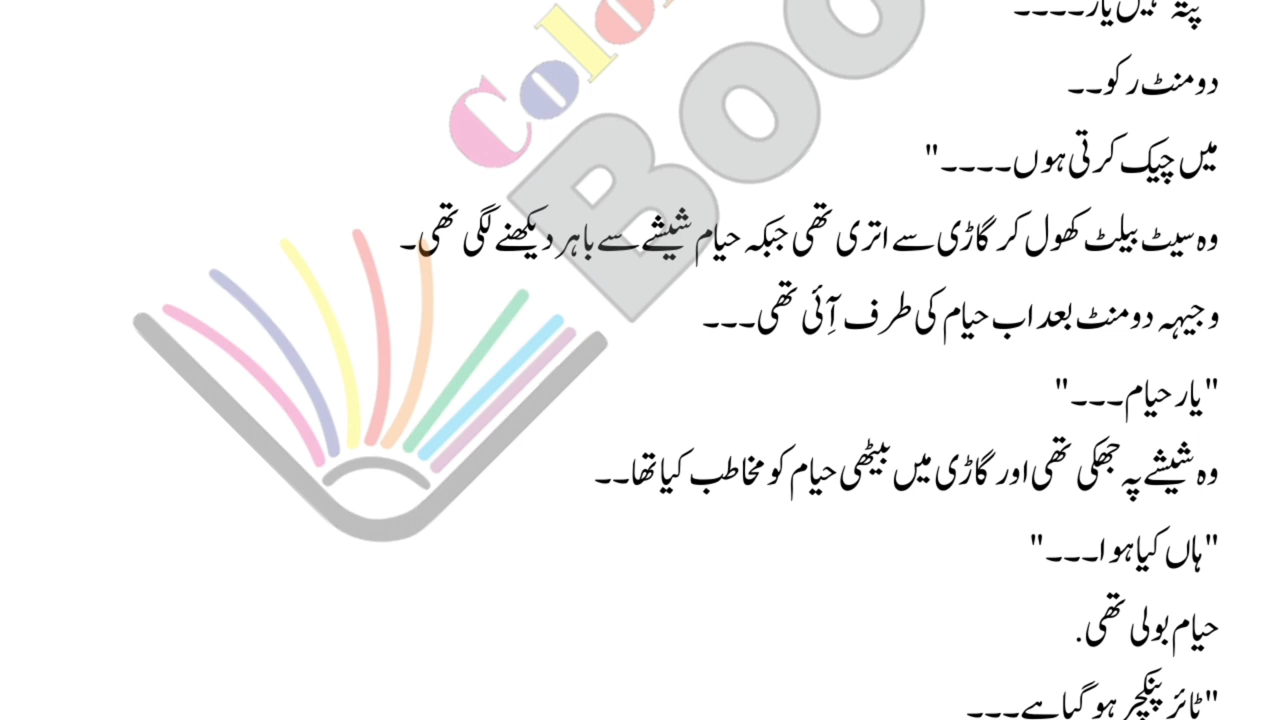 پتہ نہیں یار۔۔۔۔
دو منٹ رکو۔۔
میں چیک کرتی ہوں۔۔۔۔"
وہ سیٹ بیلٹ کھول کر گاڑی سے اتری تھی جبکہ حیام شیشے سے باہر دیکھنے لگی تھی۔
وجیہہ دو منٹ بعد اب حیام کی طرف آئی تھی۔۔۔
"یار حیام۔۔۔"
وہ شیشے پہ جھکی تھی اور گاڑی میں بیٹھی حیام کو مخاطب کیا تھا۔۔
"ہاں کیا ہوا۔۔۔"
حیام بولی تھی.
"ٹائر پنکچر ہو گیا ہے۔۔۔
Colo
Boo